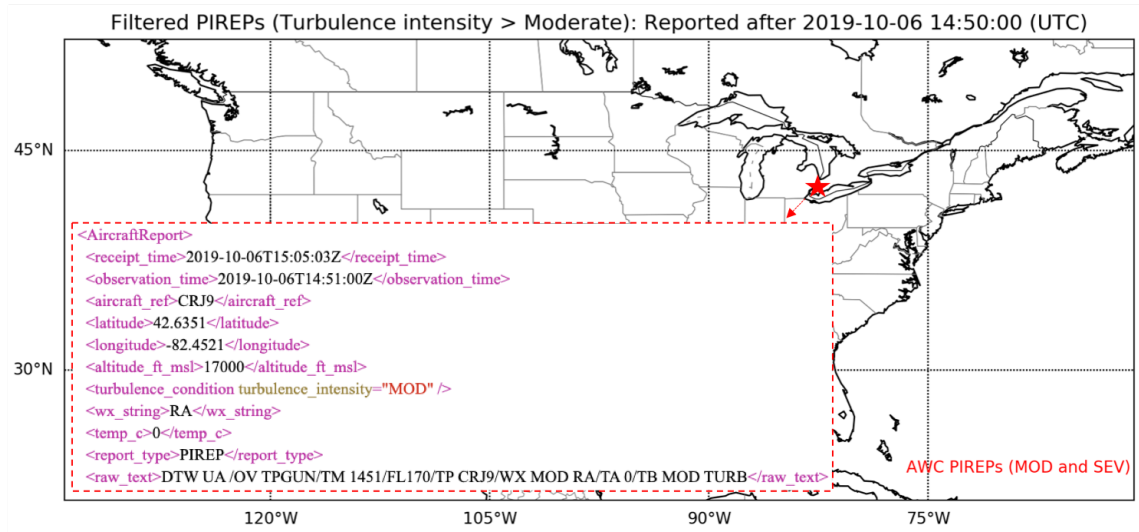 Filtered PIREPs (Turbulence intensity > Moderate): Reported after 2019-10-06 14:50:00 (UTC)
45°N
<AircraftReport>
<receipt_time>2019-10-06T15:05:03Z</receipt_time>
<observation_time>2019-10-06T14:51:00Z</observation_time>
<aircraft_ref>CRJ9</aircraft_ref>
<latitude>42.6351</latitude>
<longitude>-82.4521</longitude>
<altitude_ft_msl>17000</altitude_ft_msl>
30°N
<turbulence_condition turbulence_intensity="MOD" />
<wx_string>RA</wx_string>
<temp_c>0</temp_c>
<report_type>PIREP</report_type>
<raw_text>DTW UA /OV TPGUN/TM 1451/FL170/TP CRJ9/WX MOD RA/TA 0/TB MOD TURB</raw_text>
AWC PIREPs (MOD and SEV)
120°W 105°W 90°W 75°W